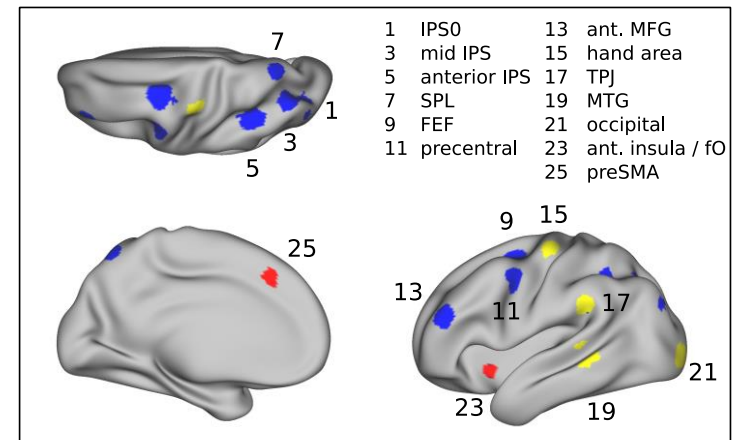 7
1 IPS0 13 ant. MFG
3 mid IPS 15 hand area
5 anterior IPS 17 TPJ
7 SPL 19 MTG
9 FEF 21 occipital
11 precentral 23 ant. insula / fO
25 preSMA
1
3
5
9 15
25
13
11 17
21
23 19